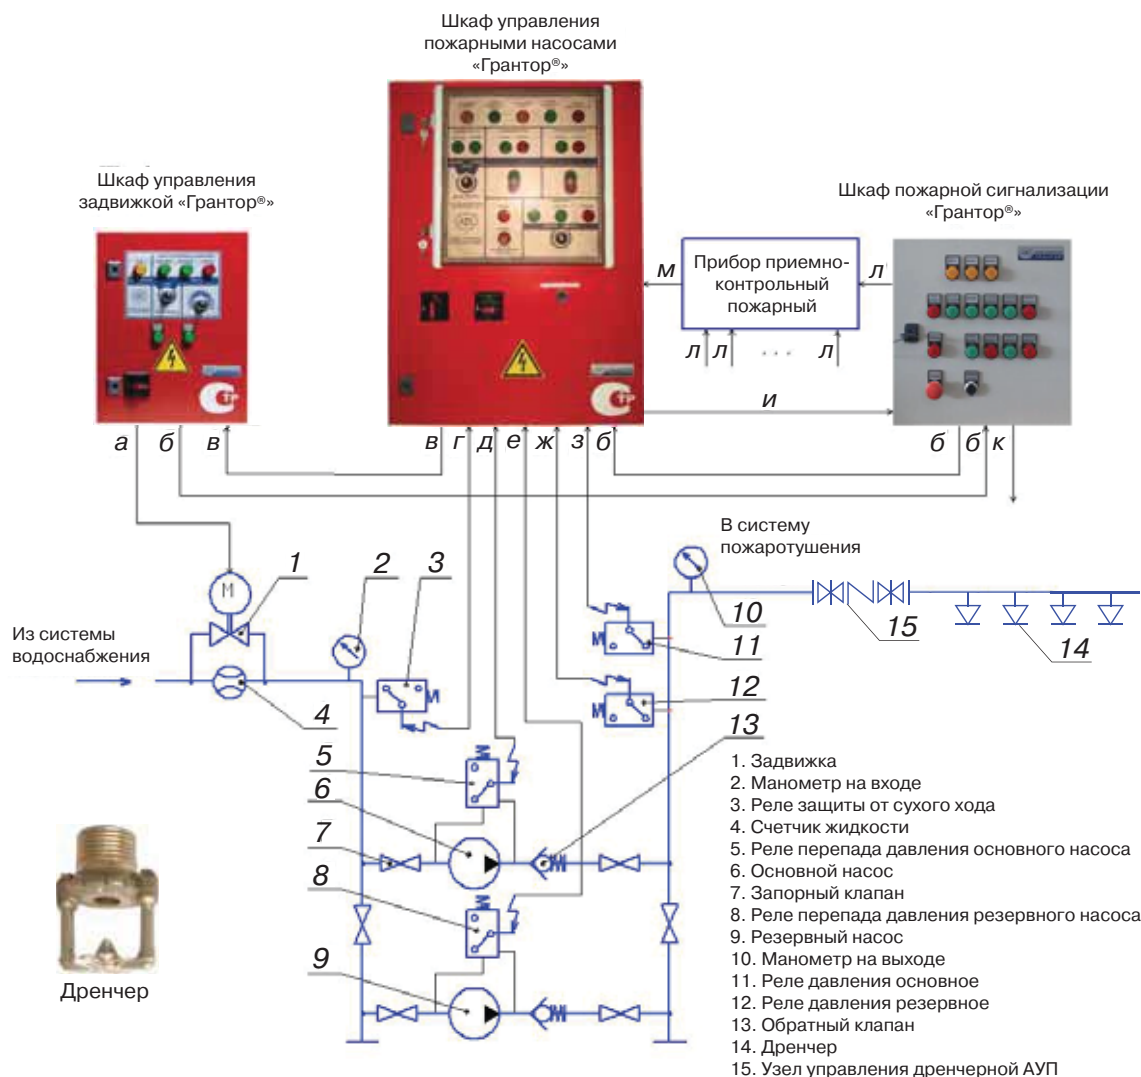 Шкаф управления
пожарными насосами
«Грантор®»
Шкаф управления
задвижкой «Грантор®»
Шкаф пожарной сигнализации
«Грантор®»
Прибор приемно-
контрольный
пожарный
м
л
л л . . . л
и
а б в
в г д е ж з б
б б к
В систему
пожаротушения
Из системы
водоснабжения
М
1
2
3
4
5
6
7
8
9
10
11
12
13
14
15
Дренчер
1. Задвижка
2. Манометр на входе
3. Реле защиты от сухого хода
4. Счетчик жидкости
5. Реле перепада давления основного насоса
6. Основной насос
7. Запорный клапан
8. Реле перепада давления резервного насоса
9. Резервный насос
10. Манометр на выходе
11. Реле давления основное
12. Реле давления резервное
13. Обратный клапан
14. Дренчер
15. Узел управления дренчерной АУП